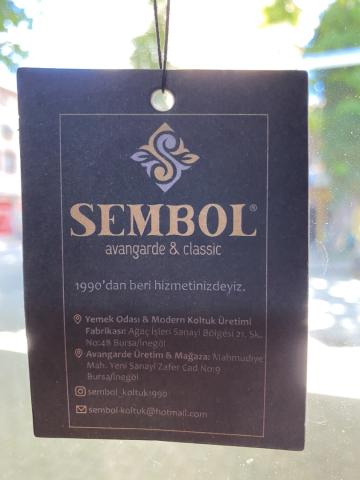 SEMBOL®
avangarde & classic
1990'dan beri hizmetinizdeyiz.
Yemek Odası & Modern Koltuk Üretimi
Fabrikası: Ağaç İşleri Sanayi Bölgesi 21. Sk.
No:48 Bursa/İnegöl
Avangarde Üretim & Mağaza: Mahmudiye
Mah. Yeni Sanayi Zafer Cad No:9
Bursa/İnegöl
sembol_koltuk1990
sembol-koltuk@hotmail.com